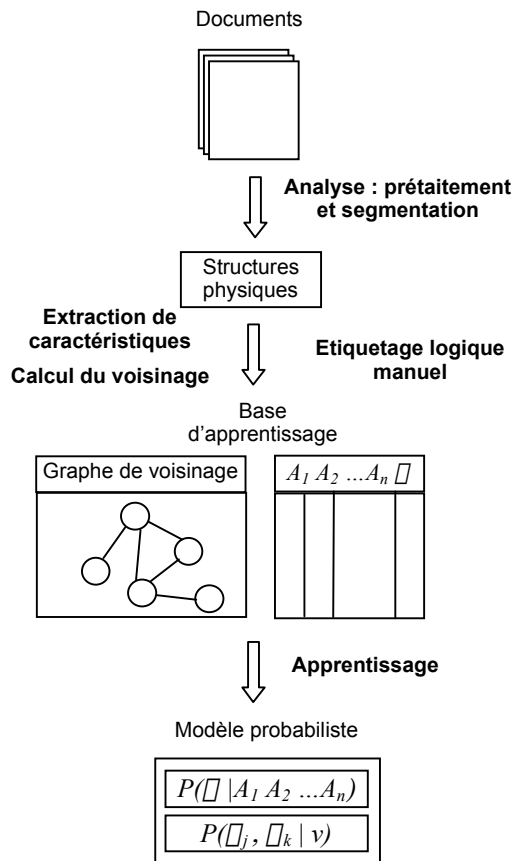 Documents
Analyse : prétaitement
et segmentation
Structures
physiques
Extraction de
caractéristiques
Calcul du voisinage
Etiquetage logique
manuel
Base
d'apprentissage
Graphe de voisinage
A1 A2 ...An □
Apprentissage
Modèle probabiliste
P(□ |A1 A2 ...An)
P(□j , □k | v)